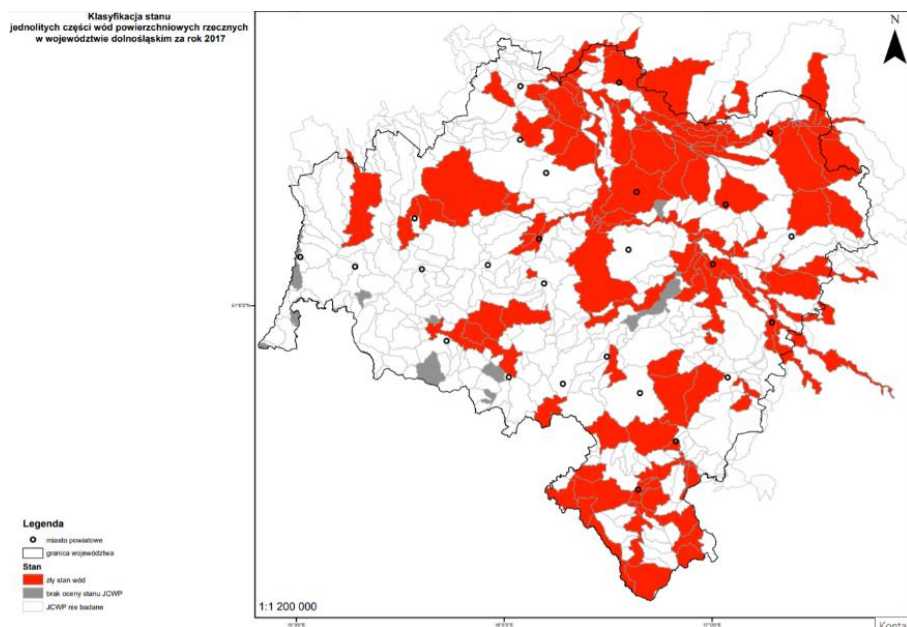 Klasyfikacja stanu
jednolitych części wód powierzchniowych rzecznych
w województwie dolnośląskim za rok 2017
N
Legenda
miasto powiatowe
granica województwa
Stan
zły stan wód
brak oceny stanu JCWP
JCWP nie badane
1:1 200 000
Konta